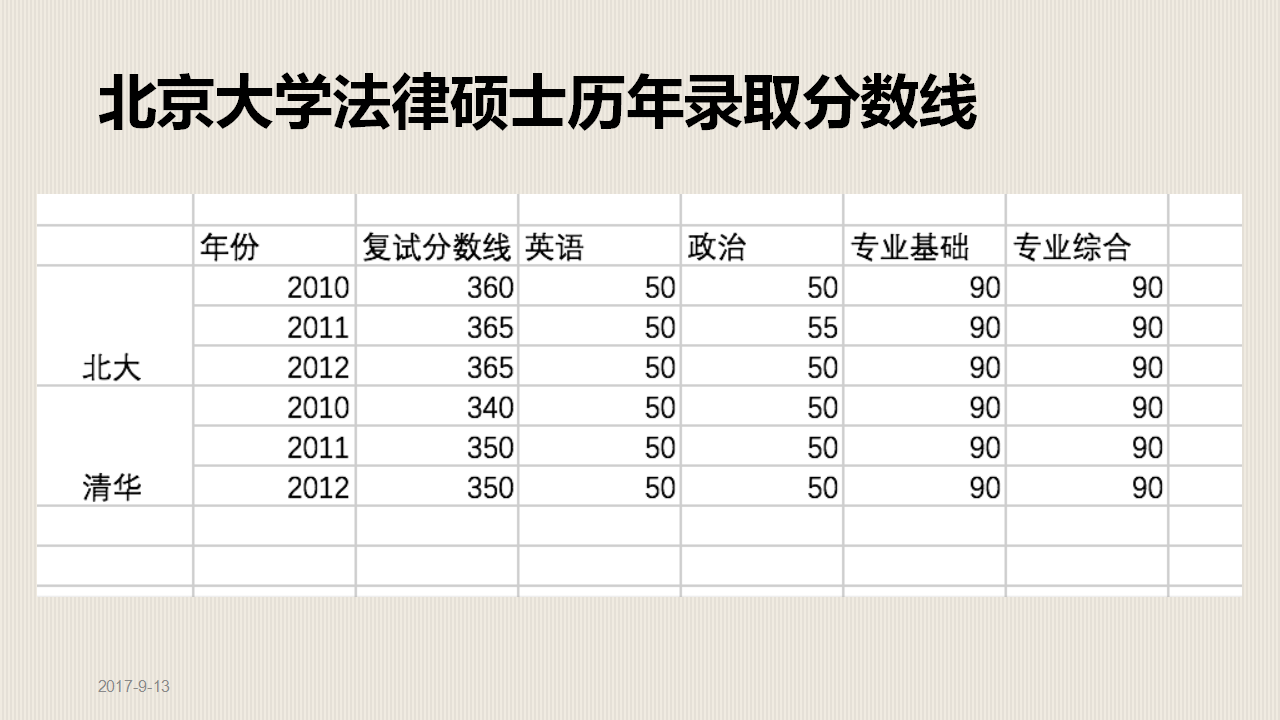 北京大学法律硕士历年录取分数线
年份 复试分数线 英语 政治 专业基础 专业综合
2010 360 50 50 90 90
2011 365 50 55 90 90
北大 2012 365 50 50 90 90
2010 340 50 50 90 90
2011 350 50 50 90 90
清华 2012 350 50 50 90 90
2017-9-13